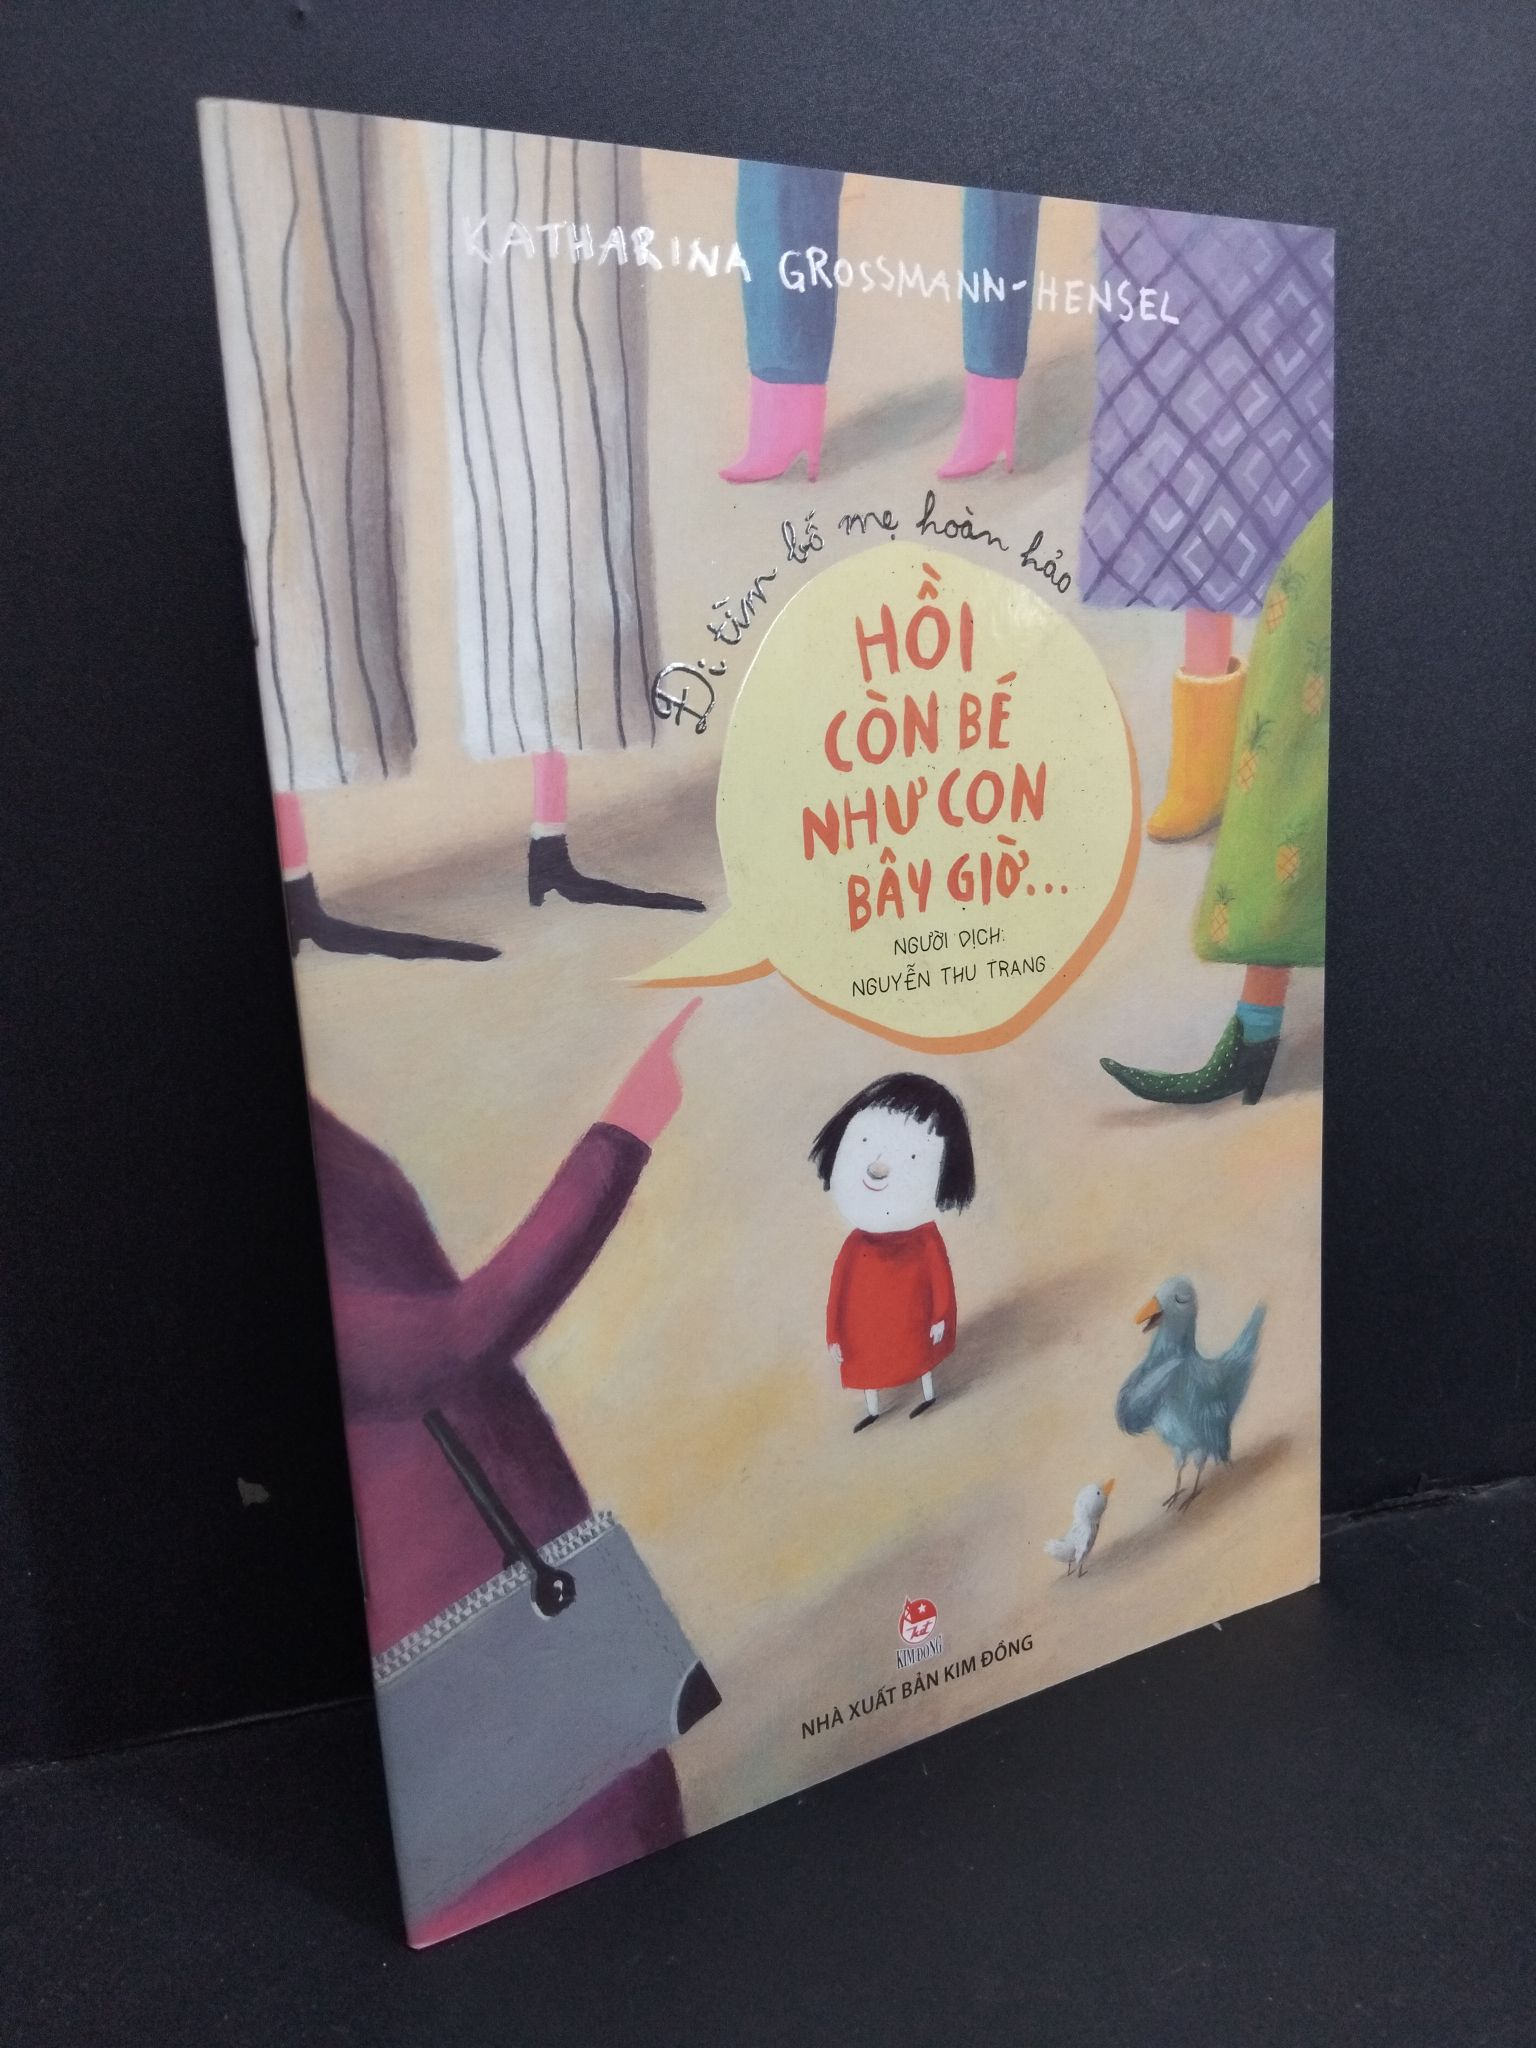 KATHARINA GROSSMANN-HENSEL
Đi tìm bố mẹ hoàn hảo
HỒI
CÒN BÉ
NHƯ CON
BÂY GIỜ...
NGƯỜI DỊCH:
NGUYỄN THU TRANG
KIM ĐỒNG
NHÀ XUẤT BẢN KIM ĐỒNG